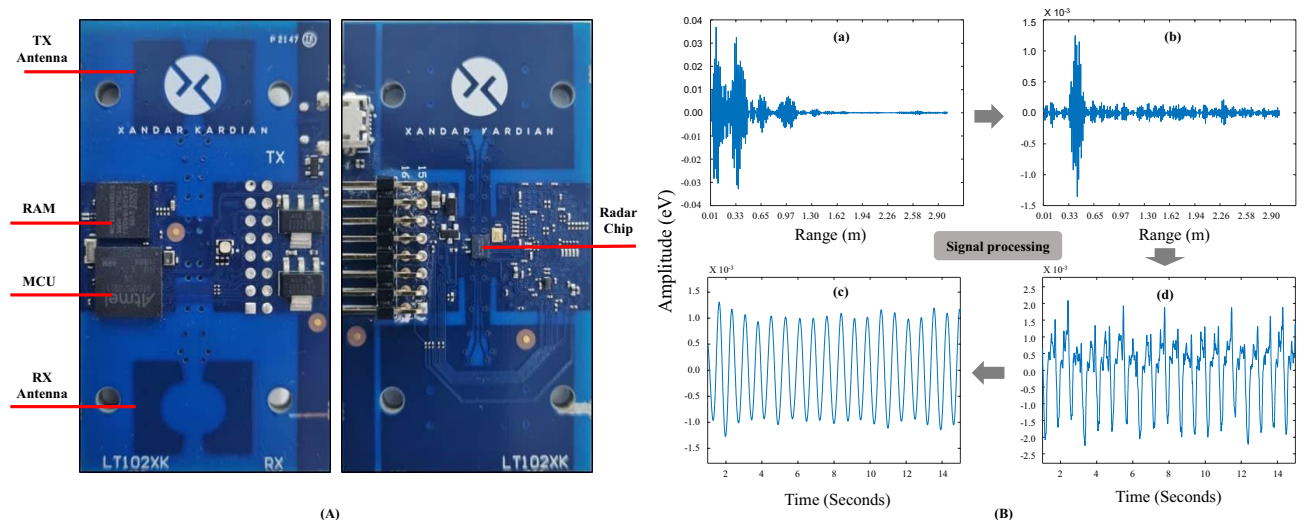 TX
Antenna
RAM
MCU
RX
Antenna
P2147
XANDAR KARDIAN
TX
Atmel
LT102XK
RX
XANDAR KARDIAN
16
15
LT102XK
Radar
Chip
(A)
Amplitude (eV)
(a)
0.04
0.03
0.02
0.01
0.00
-0.01
-0.02
-0.03
-0.04
0.01 0.33 0.65 0.97 1.30 1.62 1.94 2.26 2.58 2.90
Range (m)
X 10⁻³
(b)
1.5
1.0
0.5
0.0
-0.5
-1.0
-1.5
0.01 0.33 0.65 0.97 1.30 1.62 1.94 2.26 2.58 2.90
Range (m)
Signal processing
X 10⁻³
(c)
1.5
1.0
0.5
0.0
-0.5
-1.0
-1.5
2 4 6 8 10 12 14
Time (Seconds)
X 10⁻³
(d)
2.5
2.0
1.5
1.0
0.5
0.0
-0.5
-1.0
-1.5
-2.0
-2.5
2 4 6 8 10 12 14
Time (Seconds)
(B)